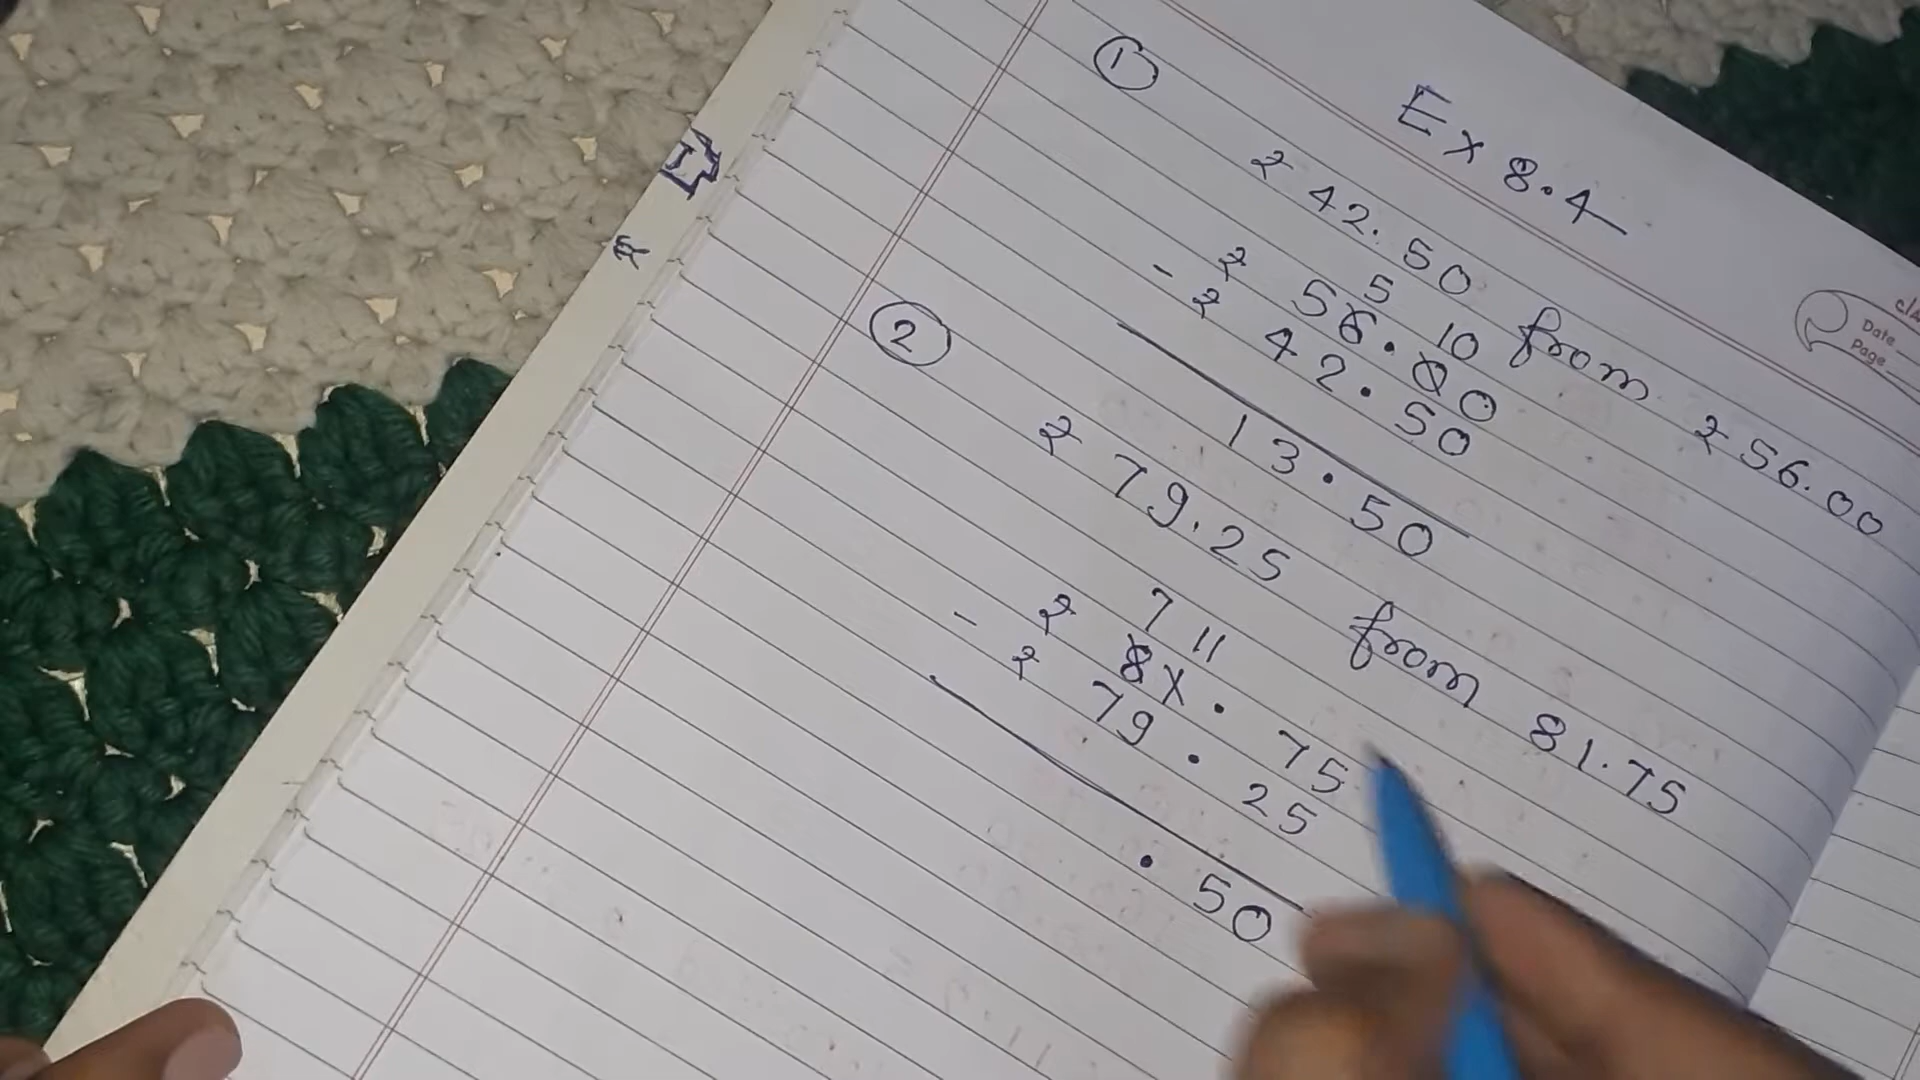 Ex 8.4
①
₹ 42.50 from ₹ 56.00
5 10
₹ 56.00
- ₹ 42.50
13.50
②
₹ 79.25 from 81.75
7 11
₹ 81.75
- ₹ 79.25
.50
Date
Page
I